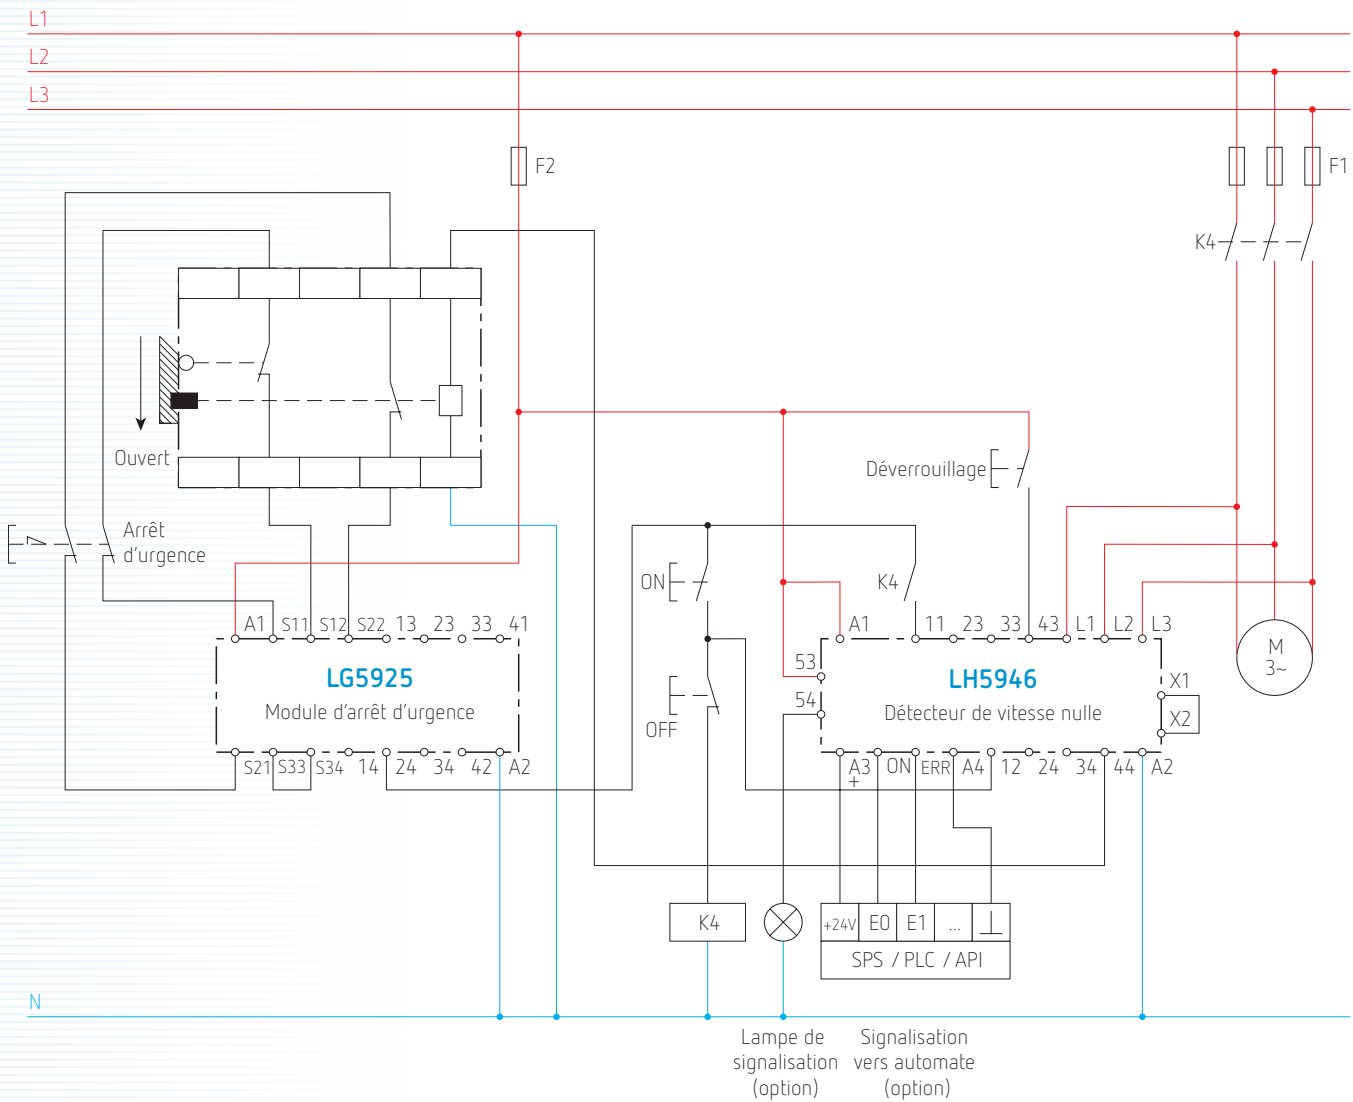 L1
L2
L3
F2
F1
K4
Ouvert
Déverrouillage
Arrêt
d'urgence
ON
K4
A1 S11 S12 S22 13 23 33 41
A1 11 23 33 43 L1 L2 L3
LG5925
Module d'arrêt d'urgence
53
54
LH5946
Détecteur de vitesse nulle
M
3~
X1
X2
OFF
S21 S33 S34 14 24 34 42 A2
A3 ON ERR A4 12 24 34 44 A2
+
K4
+24V E0 E1 ...
SPS / PLC / API
N
Lampe de
signalisation
(option)
Signalisation
vers automate
(option)